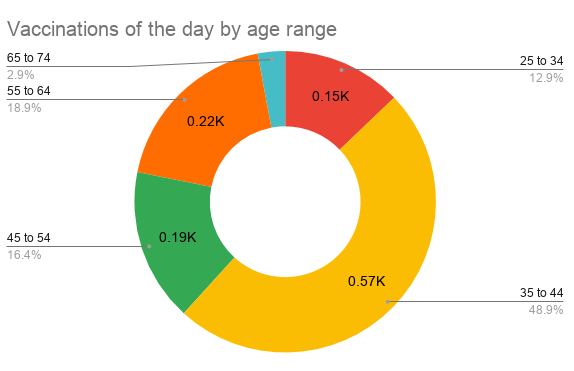 Vaccinations of the day by age range
65 to 74
2.9%
55 to 64
18.9%
45 to 54
16.4%
25 to 34
12.9%
35 to 44
48.9%
0.15K
0.22K
0.19K
0.57K